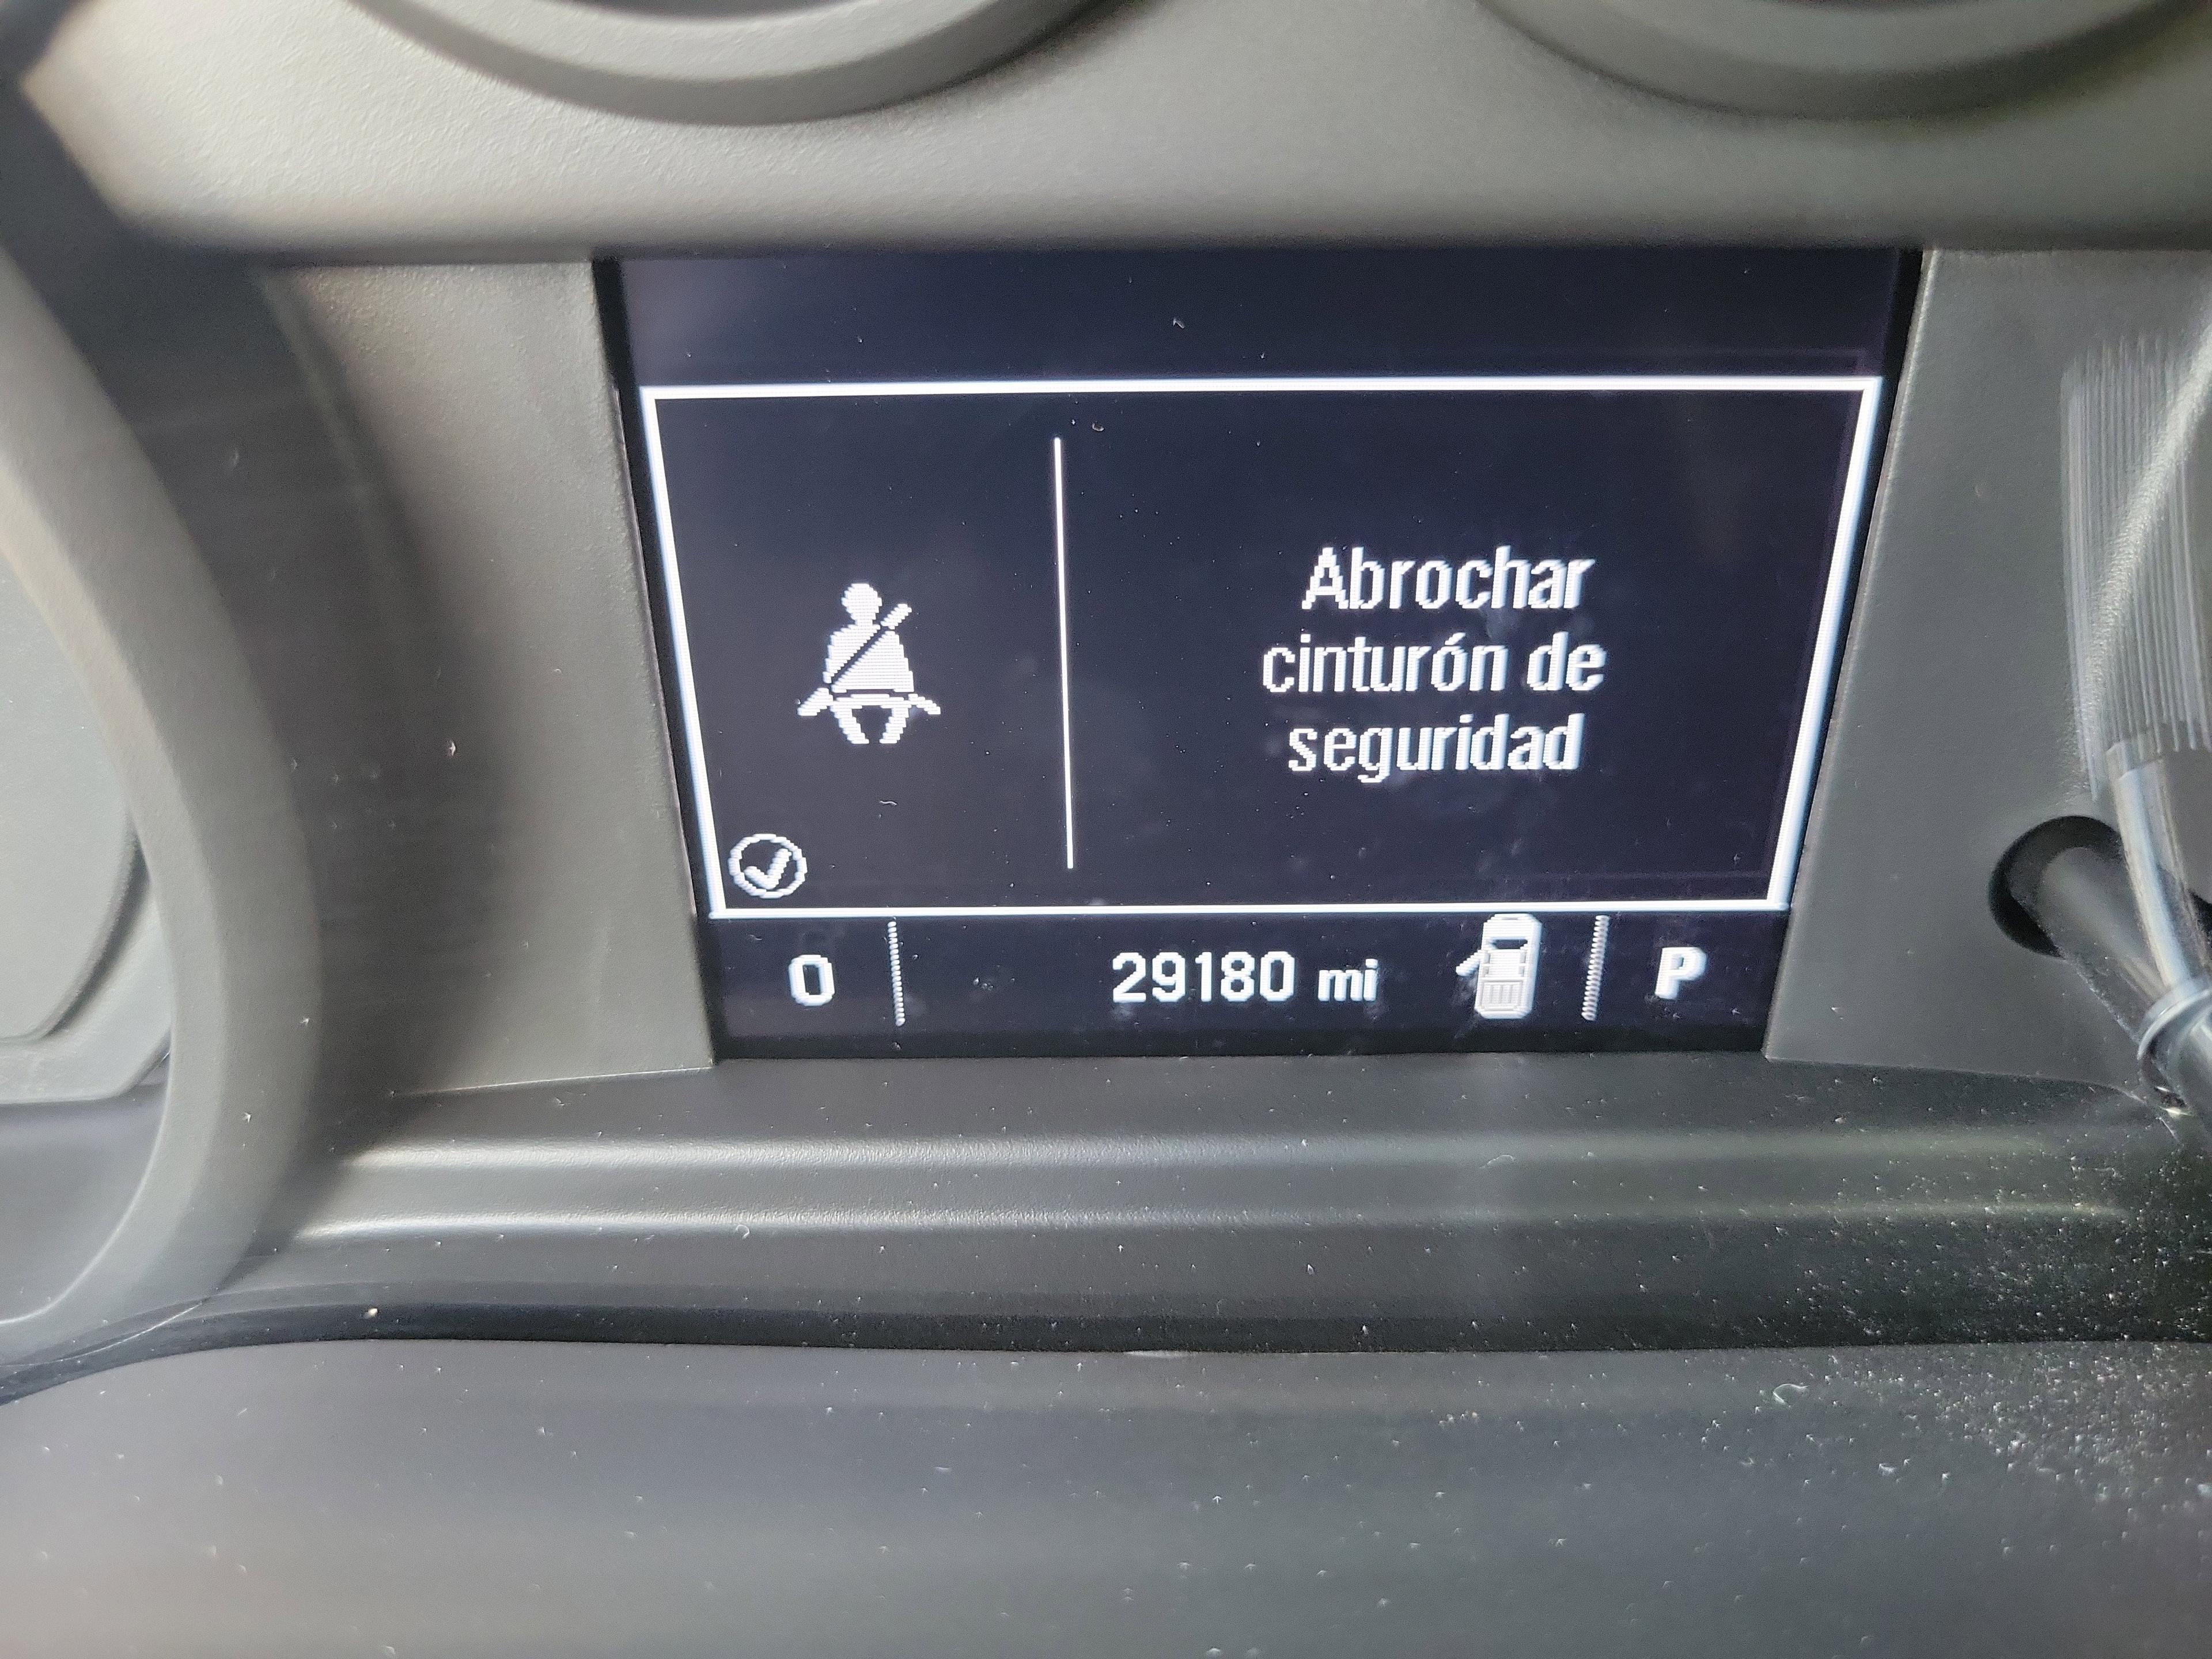 Abrochar
cinturón de
seguridad
0 29180 mi P